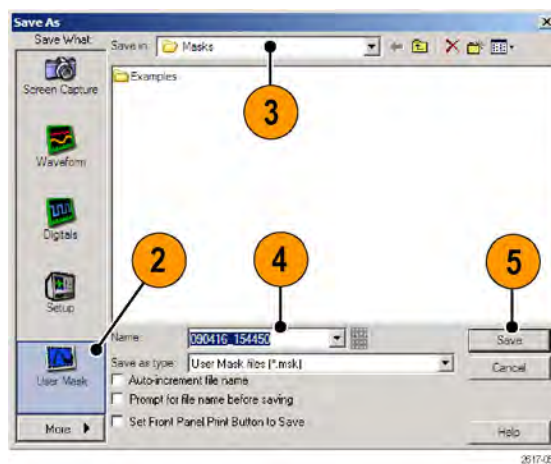 Save As
Save What:
Save in: Masks
Screen Capture
Examples
3
Waveform
Digitals
2
4
5
Setup
Name: 090416_154450
Save
Save as type: User Mask files (*.msk)
Cancel
User Mask
Auto-increment file name
Prompt for file name before saving
Set Front Panel Print Button to Save
More
Help